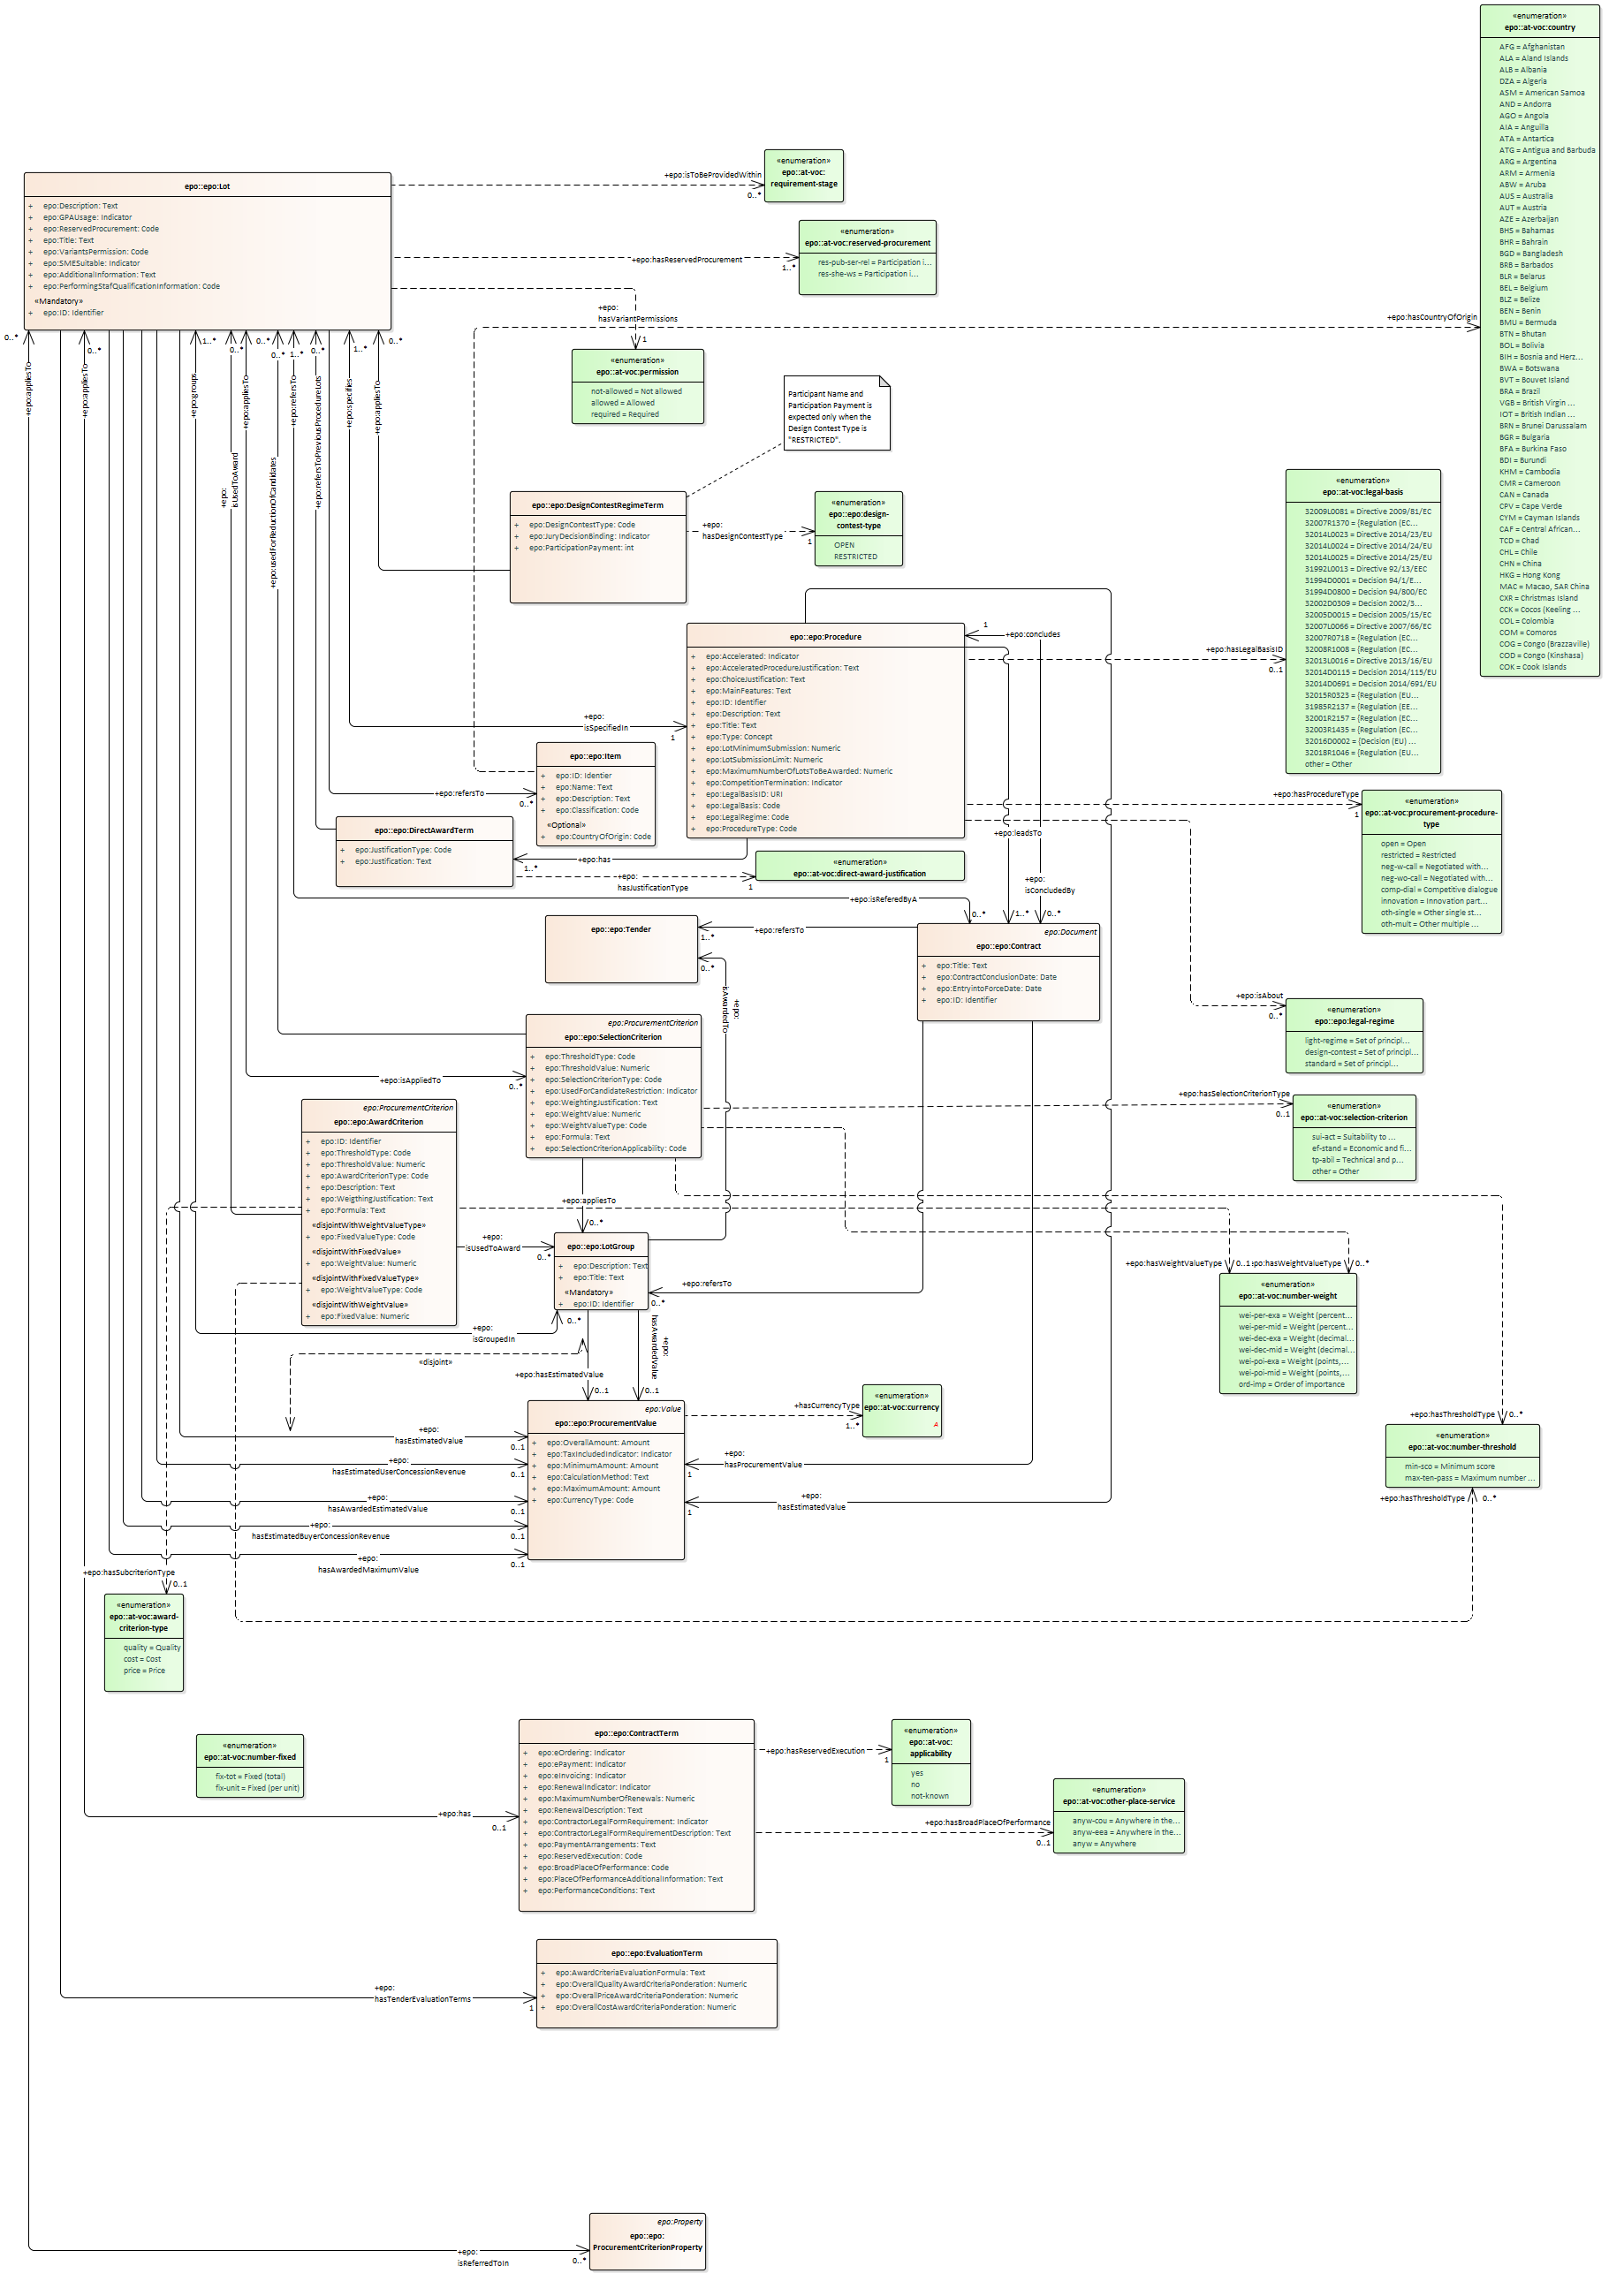 «enumeration»
epo::at-voc:country
AFG = Afghanistan
ALA = Aland Islands
ALB = Albania
DZA = Algeria
ASM = American Samoa
AND = Andorra
AGO = Angola
AIA = Anguilla
ATA = Antartica
ATG = Antigua and Barbuda
ARG = Argentina
ARM = Armenia
ABW = Aruba
AUS = Australia
AUT = Austria
AZE = Azerbaijan
BHS = Bahamas
BHR = Bahrain
BGD = Bangladesh
BRB = Barbados
BLR = Belarus
BEL = Belgium
BLZ = Belize
BEN = Benin
BMU = Bermuda
BTN = Bhutan
BOL = Bolivia
BIH = Bosnia and Herz...
BWA = Botswana
BVT = Bouvet Island
BRA = Brazil
VGB = British Virgin ...
IOT = British Indian ...
BRN = Brunei Darussalam
BGR = Bulgaria
BFA = Burkina Faso
BDI = Burundi
KHM = Cambodia
CMR = Cameroon
CAN = Canada
CPV = Cape Verde
CYM = Cayman Islands
CAF = Central African...
TCD = Chad
CHL = Chile
CHN = China
HKG = Hong Kong
MAC = Macao, SAR China
CXR = Christmas Island
CCK = Cocos (Keeling ...
COL = Colombia
COM = Comoros
COG = Congo (Brazzaville)
COD = Congo (Kinshasa)
COK = Cook Islands
epo::epo:Lot
+ epo:Description: Text
+ epo:GPAUsage: Indicator
+ epo:ReservedProcurement: Code
+ epo:Title: Text
+ epo:VariantsPermission: Code
+ epo:SMESuitable: Indicator
+ epo:AdditionalInformation: Text
+ epo:PerformingStafQualificationInformation: Code
«Mandatory»
+ epo:ID: Identifier
+epo:isToBeProvidedWithin
0..*
«enumeration»
epo::at-voc:
requirement-stage
+epo:hasReservedProcurement
1..*
«enumeration»
epo::at-voc:reserved-procurement
res-pub-ser-rel = Participation i...
res-she-ws = Participation i...
+epo:
hasVariantPermissions
1
«enumeration»
epo::at-voc:permission
not-allowed = Not allowed
allowed = Allowed
required = Required
+epo:hasCountryOfOrigin
0..*
+epo:appliesTo
0..*
+epo:appliesTo
1..*
+epo:groups
0..*
+epo:
isUsedToAward
+epo:appliesTo
0..*
0..*
+epo:usedForReductionOfCandidates
1..*
+epo:refersTo
0..*
+epo:refersToPreviousProcedureLots
1..*
+epo:specifies
0..*
+epo:appliesTo
Participant Name and
Participation Payment is
expected only when the
Design Contest Type is
"RESTRICTED".
epo::epo:DesignContestRegimeTerm
+ epo:DesignContestType: Code
+ epo:JuryDecisionBinding: Indicator
+ epo:ParticipationPayment: int
+epo:
hasDesignContestType
1
«enumeration»
epo::epo:design-
contest-type
OPEN
RESTRICTED
«enumeration»
epo::at-voc:legal-basis
32009L0081 = Directive 2009/81/EC
32007R1370 = (Regulation (EC...
32014L0023 = Directive 2014/23/EU
32014L0024 = Directive 2014/24/EU
32014L0025 = Directive 2014/25/EU
31992L0013 = Directive 92/13/EEC
31994D0001 = Decision 94/1/E...
31994D0800 = Decision 94/800/EC
32002D0309 = Decision 2002/3...
32005D0015 = Decision 2005/15/EC
32007L0066 = Directive 2007/66/EC
32007R0718 = (Regulation (EC...
32008R1008 = (Regulation (EC...
32013L0016 = Directive 2013/16/EU
32014D0115 = Decision 2014/115/EU
32014D0691 = Decision 2014/691/EU
32015R0323 = (Regulation (EU...
31985R2137 = (Regulation (EE...
32001R2157 = (Regulation (EC...
32003R1435 = (Regulation (EC...
32016D0002 = (Decision (EU) ...
32018R1046 = (Regulation (EU...
other = Other
epo::epo:Procedure
+ epo:Accelerated: Indicator
+ epo:AcceleratedProcedureJustification: Text
+ epo:ChoiceJustification: Text
+ epo:MainFeatures: Text
+ epo:ID: Identifier
+ epo:Description: Text
+ epo:Title: Text
+ epo:Type: Concept
+ epo:LotMinimumSubmission: Numeric
+ epo:LotSubmissionLimit: Numeric
+ epo:MaximumNumberOfLotsToBeAwarded: Numeric
+ epo:CompetitionTermination: Indicator
+ epo:LegalBasisID: URI
+ epo:LegalBasis: Code
+ epo:LegalRegime: Code
+ epo:ProcedureType: Code
1
+epo:concludes
+epo:hasLegalBasisID
0..1
+epo:
isSpecifiedIn
1
epo::epo:Item
+ epo:ID: Identier
+ epo:Name: Text
+ epo:Description: Text
+ epo:Classification: Code
«Optional»
+ epo:CountryOfOrigin: Code
+epo:refersTo
0..*
epo::epo:DirectAwardTerm
+ epo:JustificationType: Code
+ epo:Justification: Text
+epo:has
1..*
+epo:
hasJustificationType
1
«enumeration»
epo::at-voc:direct-award-justification
+epo:hasProcedureType
1
«enumeration»
epo::at-voc:procurement-procedure-
type
open = Open
restricted = Restricted
neg-w-call = Negotiated with...
neg-wo-call = Negotiated with...
comp-dial = Competitive dialogue
innovation = Innovation part...
oth-single = Other single st...
oth-mult = Other multiple ...
+epo:leadsTo
1..*
+epo:
isConcludedBy
0..*
+epo:isReferedByA
0..*
epo::epo:Tender
+epo:refersTo
1..*
0..*
+epo:
isAwardedTo
epo:Document
epo::epo:Contract
+ epo:Title: Text
+ epo:ContractConclusionDate: Date
+ epo:EntryintoForceDate: Date
+ epo:ID: Identifier
+epo:isAbout
0..*
«enumeration»
epo::epo:legal-regime
light-regime = Set of principl...
design-contest = Set of principl...
standard = Set of principl...
epo:ProcurementCriterion
epo::epo:SelectionCriterion
+ epo:ThresholdType: Code
+ epo:ThresholdValue: Numeric
+ epo:SelectionCriterionType: Code
+ epo:UsedForCandidateRestriction: Indicator
+ epo:WeightingJustification: Text
+ epo:WeightValue: Numeric
+ epo:WeightValueType: Code
+ epo:Formula: Text
+ epo:SelectionCriterionApplicability: Code
+epo:isAppliedTo
0..*
+epo:hasSelectionCriterionType
0..1
«enumeration»
epo::at-voc:selection-criterion
sui-act = Suitability to ...
ef-stand = Economic and fi...
tp-abil = Technical and p...
other = Other
epo:ProcurementCriterion
epo::epo:AwardCriterion
+ epo:ID: Identifier
+ epo:ThresholdType: Code
+ epo:ThresholdValue: Numeric
+ epo:AwardCriterionType: Code
+ epo:Description: Text
+ epo:WeigthingJustification: Text
+ epo:Formula: Text
«disjointWithWeightValueType»
+ epo:FixedValueType: Code
«disjointWithFixedValue»
+ epo:WeightValue: Numeric
«disjointWithFixedValueType»
+ epo:WeightValueType: Code
«disjointWithWeightValue»
+ epo:FixedValue: Numeric
+epo:appliesTo
0..*
+epo:
isUsedToAward
0..*
epo::epo:LotGroup
+ epo:Description: Text
+ epo:Title: Text
«Mandatory»
+ epo:ID: Identifier
+epo:refersTo
0..*
+epo:
isGroupedIn
0..*
«disjoint»
+epo:hasEstimatedValue
0..1
+epo:
hasAwardedValue
0..1
+epo:hasWeightValueType
0..1
:po:hasWeightValueType
0..*
«enumeration»
epo::at-voc:number-weight
wei-per-exa = Weight (percent...
wei-per-mid = Weight (percent...
wei-dec-exa = Weight (decimal...
wei-dec-mid = Weight (decimal...
wei-poi-exa = Weight (points,...
wei-poi-mid = Weight (points,...
ord-imp = Order of importance
epo:Value
epo::epo:ProcurementValue
+ epo:OverallAmount: Amount
+ epo:TaxIncludedIndicator: Indicator
+ epo:MinimumAmount: Amount
+ epo:CalculationMethod: Text
+ epo:MaximumAmount: Amount
+ epo:CurrencyType: Code
+hasCurrencyType
1..*
«enumeration»
epo::at-voc:currency
A
+epo:
hasProcurementValue
1
+epo:
hasEstimatedValue
1
+epo:
hasEstimatedValue
0..1
+epo:
hasEstimatedUserConcessionRevenue
0..1
+epo:
hasAwardedEstimatedValue
0..1
+epo:
hasEstimatedBuyerConcessionRevenue
0..1
+epo:
hasAwardedMaximumValue
0..1
+epo:hasThresholdType
0..*
«enumeration»
epo::at-voc:number-threshold
min-sco = Minimum score
max-ten-pass = Maximum number ...
+epo:hasThresholdType
0..*
+epo:hasSubcriterionType
0..1
«enumeration»
epo::at-voc:award-
criterion-type
quality = Quality
cost = Cost
price = Price
«enumeration»
epo::at-voc:number-fixed
fix-tot = Fixed (total)
fix-unit = Fixed (per unit)
epo::epo:ContractTerm
+ epo:eOrdering: Indicator
+ epo:ePayment: Indicator
+ epo:eInvoicing: Indicator
+ epo:RenewalIndicator: Indicator
+ epo:MaximumNumberOfRenewals: Numeric
+ epo:RenewalDescription: Text
+ epo:ContractorLegalFormRequirement: Indicator
+ epo:ContractorLegalFormRequirementDescription: Text
+ epo:PaymentArrangements: Text
+ epo:ReservedExecution: Code
+ epo:BroadPlaceOfPerformance: Code
+ epo:PlaceOfPerformanceAdditionalInformation: Text
+ epo:PerformanceConditions: Text
+epo:has
0..1
+epo:hasReservedExecution
1
«enumeration»
epo::at-voc:
applicability
yes
no
not-known
+epo:hasBroadPlaceOfPerformance
0..1
«enumeration»
epo::at-voc:other-place-service
anyw-cou = Anywhere in the...
anyw-eea = Anywhere in the...
anyw = Anywhere
epo::epo:EvaluationTerm
+ epo:AwardCriteriaEvaluationFormula: Text
+ epo:OverallQualityAwardCriteriaPonderation: Numeric
+ epo:OverallPriceAwardCriteriaPonderation: Numeric
+ epo:OverallCostAwardCriteriaPonderation: Numeric
+epo:
hasTenderEvaluationTerms
1
epo:Property
epo::epo:
ProcurementCriterionProperty
+epo:
isReferredToIn
0..*